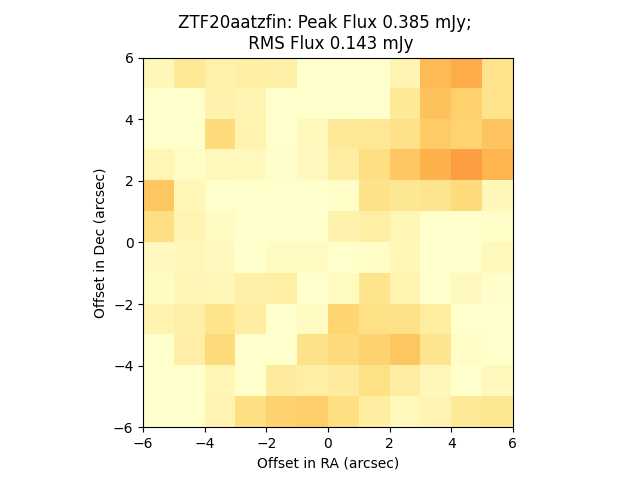 ZTF20aatzfin: Peak Flux 0.385 mJy;
RMS Flux 0.143 mJy
6
4
2
0
−2
−4
−6
Offset in Dec (arcsec)
−6 −4 −2 0 2 4 6
Offset in RA (arcsec)